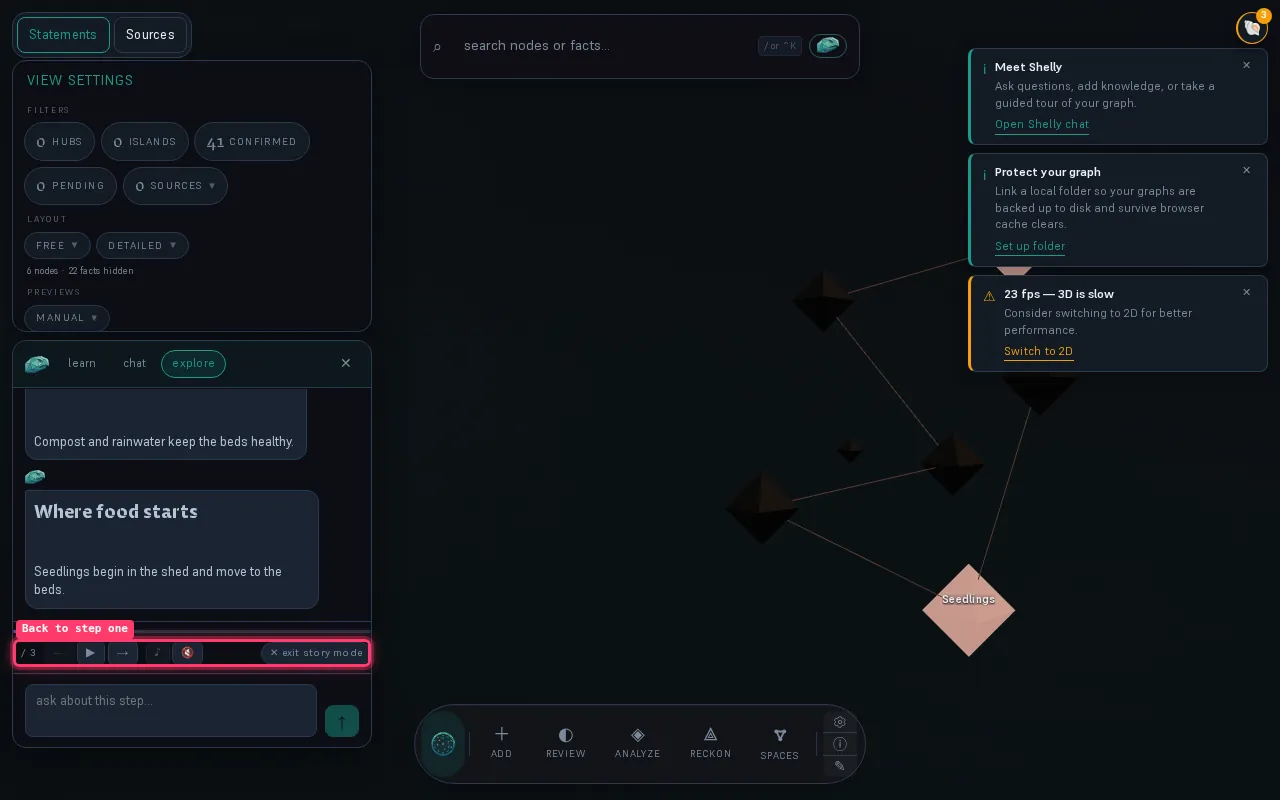 Statements
Sources
search nodes or facts...
/ or ^K
3
VIEW SETTINGS
FILTERS
0 HUBS
0 ISLANDS
41 CONFIRMED
0 PENDING
0 SOURCES ▼
LAYOUT
FREE ▼
DETAILED ▼
6 nodes · 22 facts hidden
PREVIEWS
MANUAL ▼
learn
chat
explore
×
Compost and rainwater keep the beds healthy.
Where food starts
Seedlings begin in the shed and move to the
beds.
Back to step one
/ 3
← ▶ → ♪
✕ exit story mode
ask about this step...
↑
Meet Shelly
Ask questions, add knowledge, or take a
guided tour of your graph.
Open Shelly chat
Protect your graph
Link a local folder so your graphs are
backed up to disk and survive browser
cache clears.
Set up folder
23 fps — 3D is slow
Consider switching to 2D for better
performance.
Switch to 2D
Seedlings
ADD
REVIEW
ANALYZE
RECKON
SPACES